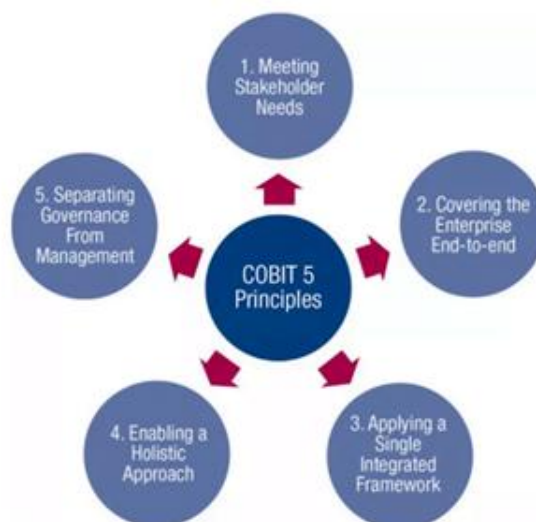 1. Meeting
Stakeholder
Needs
5. Separating
Governance
From
Management
2. Covering the
Enterprise
End-to-end
COBIT 5
Principles
4. Enabling a
Holistic
Approach
3. Applying a
Single
Integrated
Framework